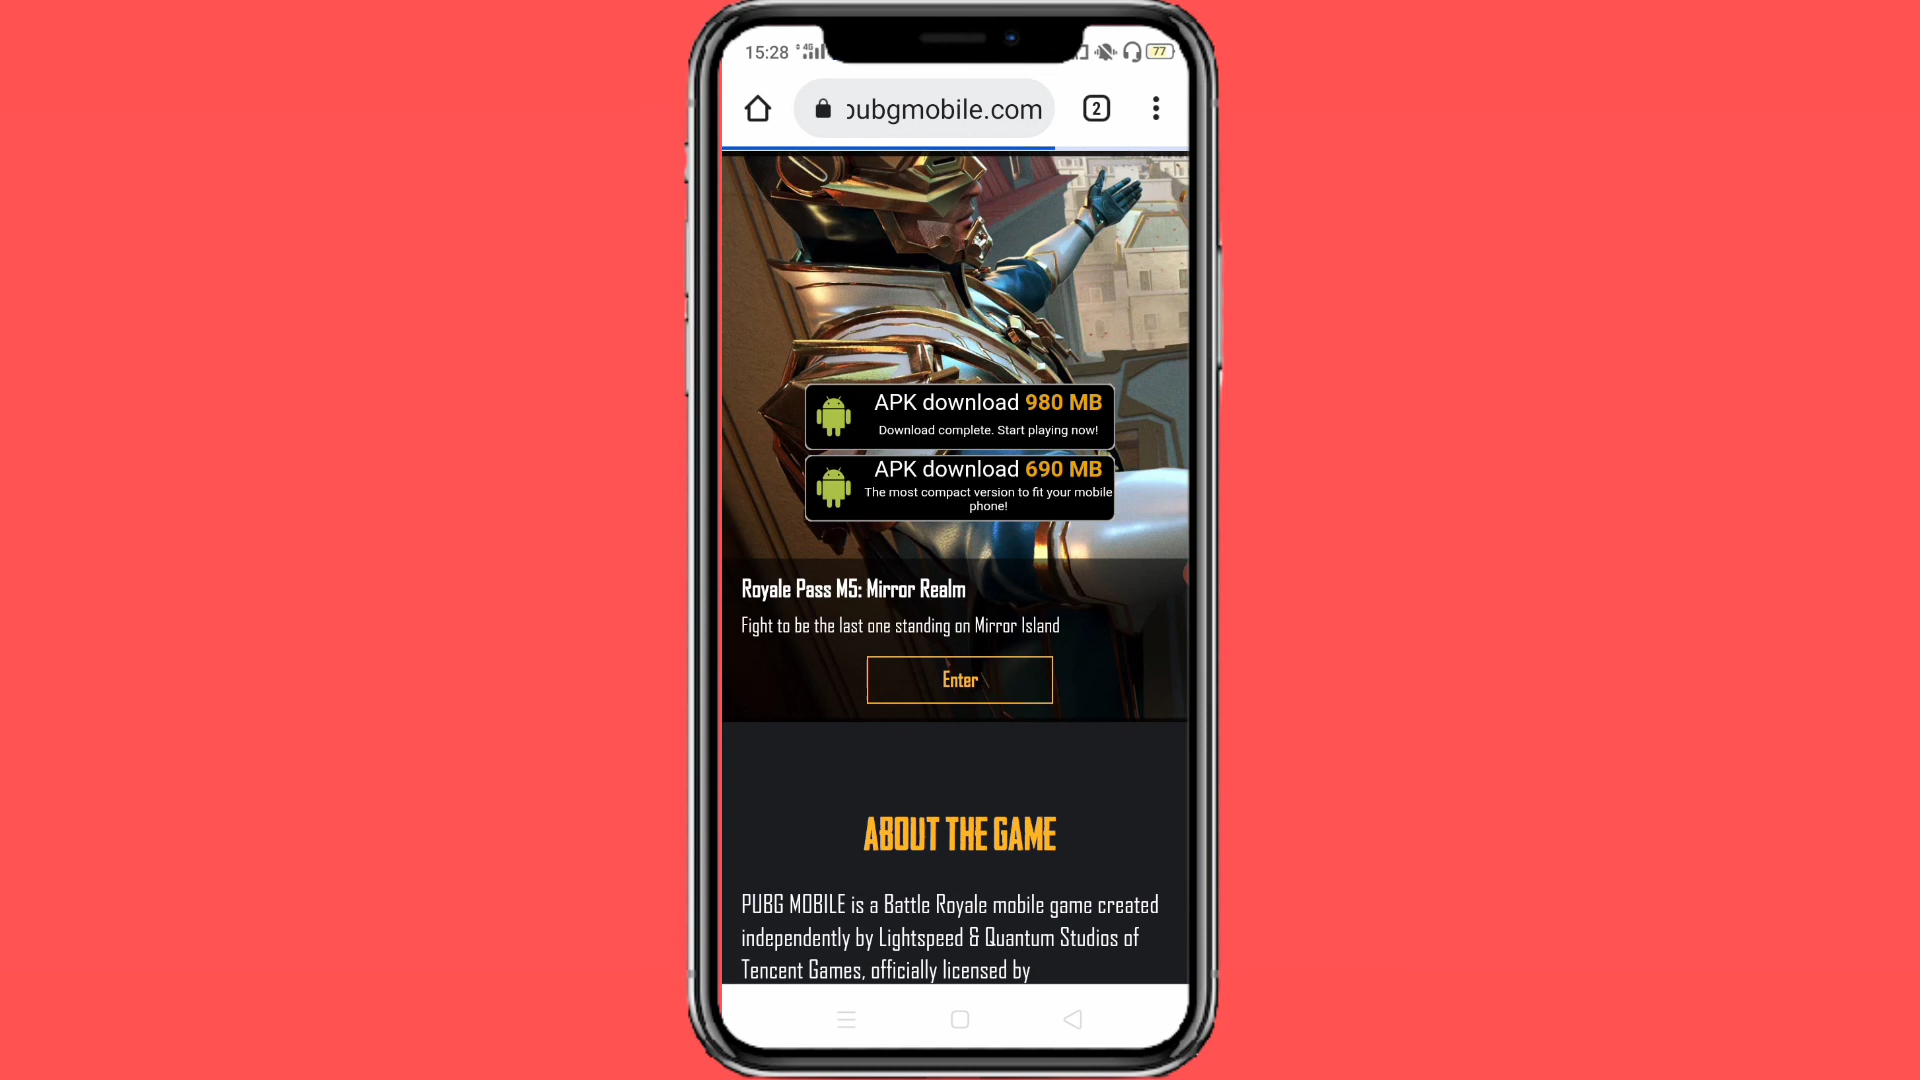 15:28 4G 77
pubgmobile.com 2
APK download 980 MB
Download complete. Start playing now!
APK download 690 MB
The most compact version to fit your mobile
phone!
Royale Pass M5: Mirror Realm
Fight to be the last one standing on Mirror Island
Enter
ABOUT THE GAME
PUBG MOBILE is a Battle Royale mobile game created
independently by Lightspeed & Quantum Studios of
Tencent Games, officially licensed by